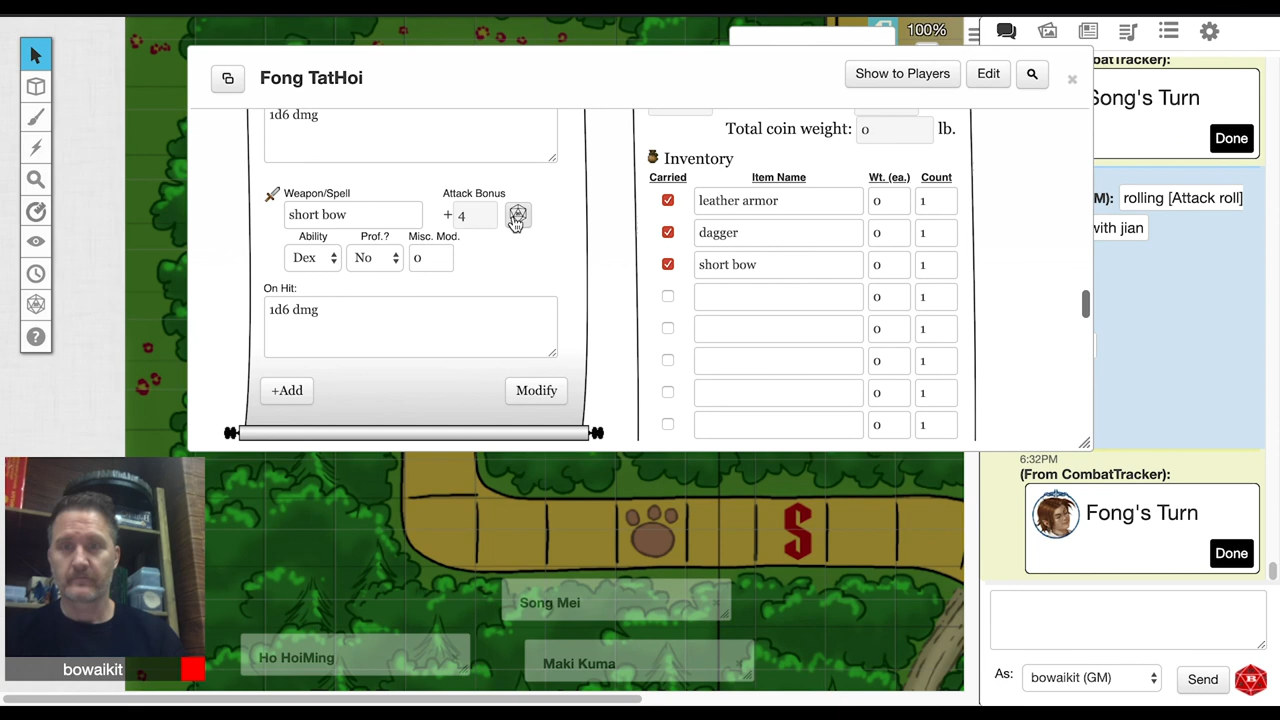 100%
Fong TatHoi
Show to Players
Edit
1d6 dmg
Weapon/Spell
Attack Bonus
short bow
+ 4
Ability
Prof.?
Misc. Mod.
Dex
No
0
On Hit:
1d6 dmg
+Add
Modify
Total coin weight: 0 lb.
Inventory
Carried Item Name Wt. (ea.) Count
leather armor 0 1
dagger 0 1
short bow 0 1
0 1
0 1
0 1
0 1
0 1
Song Mei
Ho HoiMing
Maki Kuma
S
bowaikit
CombatTracker):
Song's Turn
Done
M): rolling [Attack roll]
with jian
6:32PM
(From CombatTracker):
Fong's Turn
Done
As: bowaikit (GM)
Send